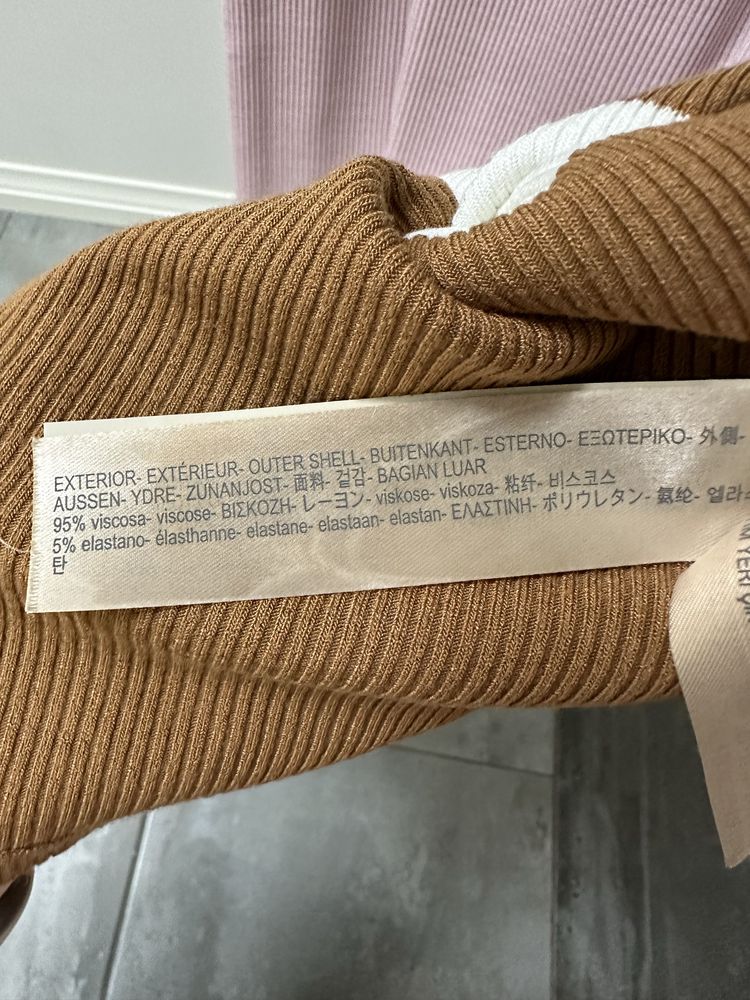 EXTERIOR- EXTÉRIEUR- OUTER SHELL- BUITENKANT- ESTERNO- ΕΞΩΤΕΡΙΚΟ- 外側-
AUSSEN- YDRE- ZUNANJOST- 面料- 겉감- BAGIAN LUAR
95% viscosa- viscose- ΒΙΣΚΟΖΗ- レーヨン- viskose- viskoza- 粘纤- 비스코스
5% elastano- élasthanne- elastane- elastaan- elastan- ΕΛΑΣΤΙΝΗ- ポリウレタン- 氨纶- 엘라스
탄